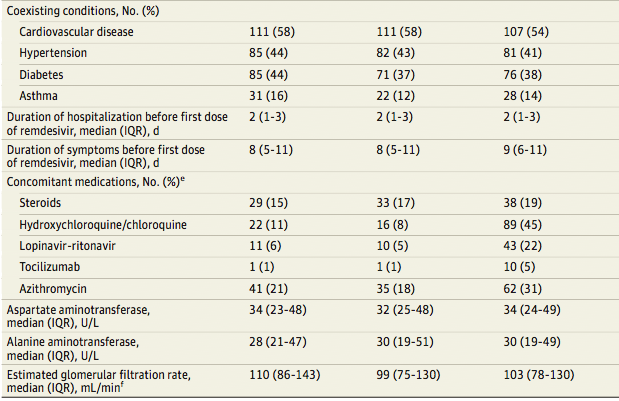 Coexisting conditions, No. (%)
Cardiovascular disease 111 (58) 111 (58) 107 (54)
Hypertension 85 (44) 82 (43) 81 (41)
Diabetes 85 (44) 71 (37) 76 (38)
Asthma 31 (16) 22 (12) 28 (14)
Duration of hospitalization before first dose 2 (1-3) 2 (1-3) 2 (1-3)
of remdesivir, median (IQR), d
Duration of symptoms before first dose 8 (5-11) 8 (5-11) 9 (6-11)
of remdesivir, median (IQR), d
Concomitant medications, No. (%)e
Steroids 29 (15) 33 (17) 38 (19)
Hydroxychloroquine/chloroquine 22 (11) 16 (8) 89 (45)
Lopinavir-ritonavir 11 (6) 10 (5) 43 (22)
Tocilizumab 1 (1) 1 (1) 10 (5)
Azithromycin 41 (21) 35 (18) 62 (31)
Aspartate aminotransferase, 34 (23-48) 32 (25-48) 34 (24-49)
median (IQR), U/L
Alanine aminotransferase, 28 (21-47) 30 (19-51) 30 (19-49)
median (IQR), U/L
Estimated glomerular filtration rate, 110 (86-143) 99 (75-130) 103 (78-130)
median (IQR), mL/minf